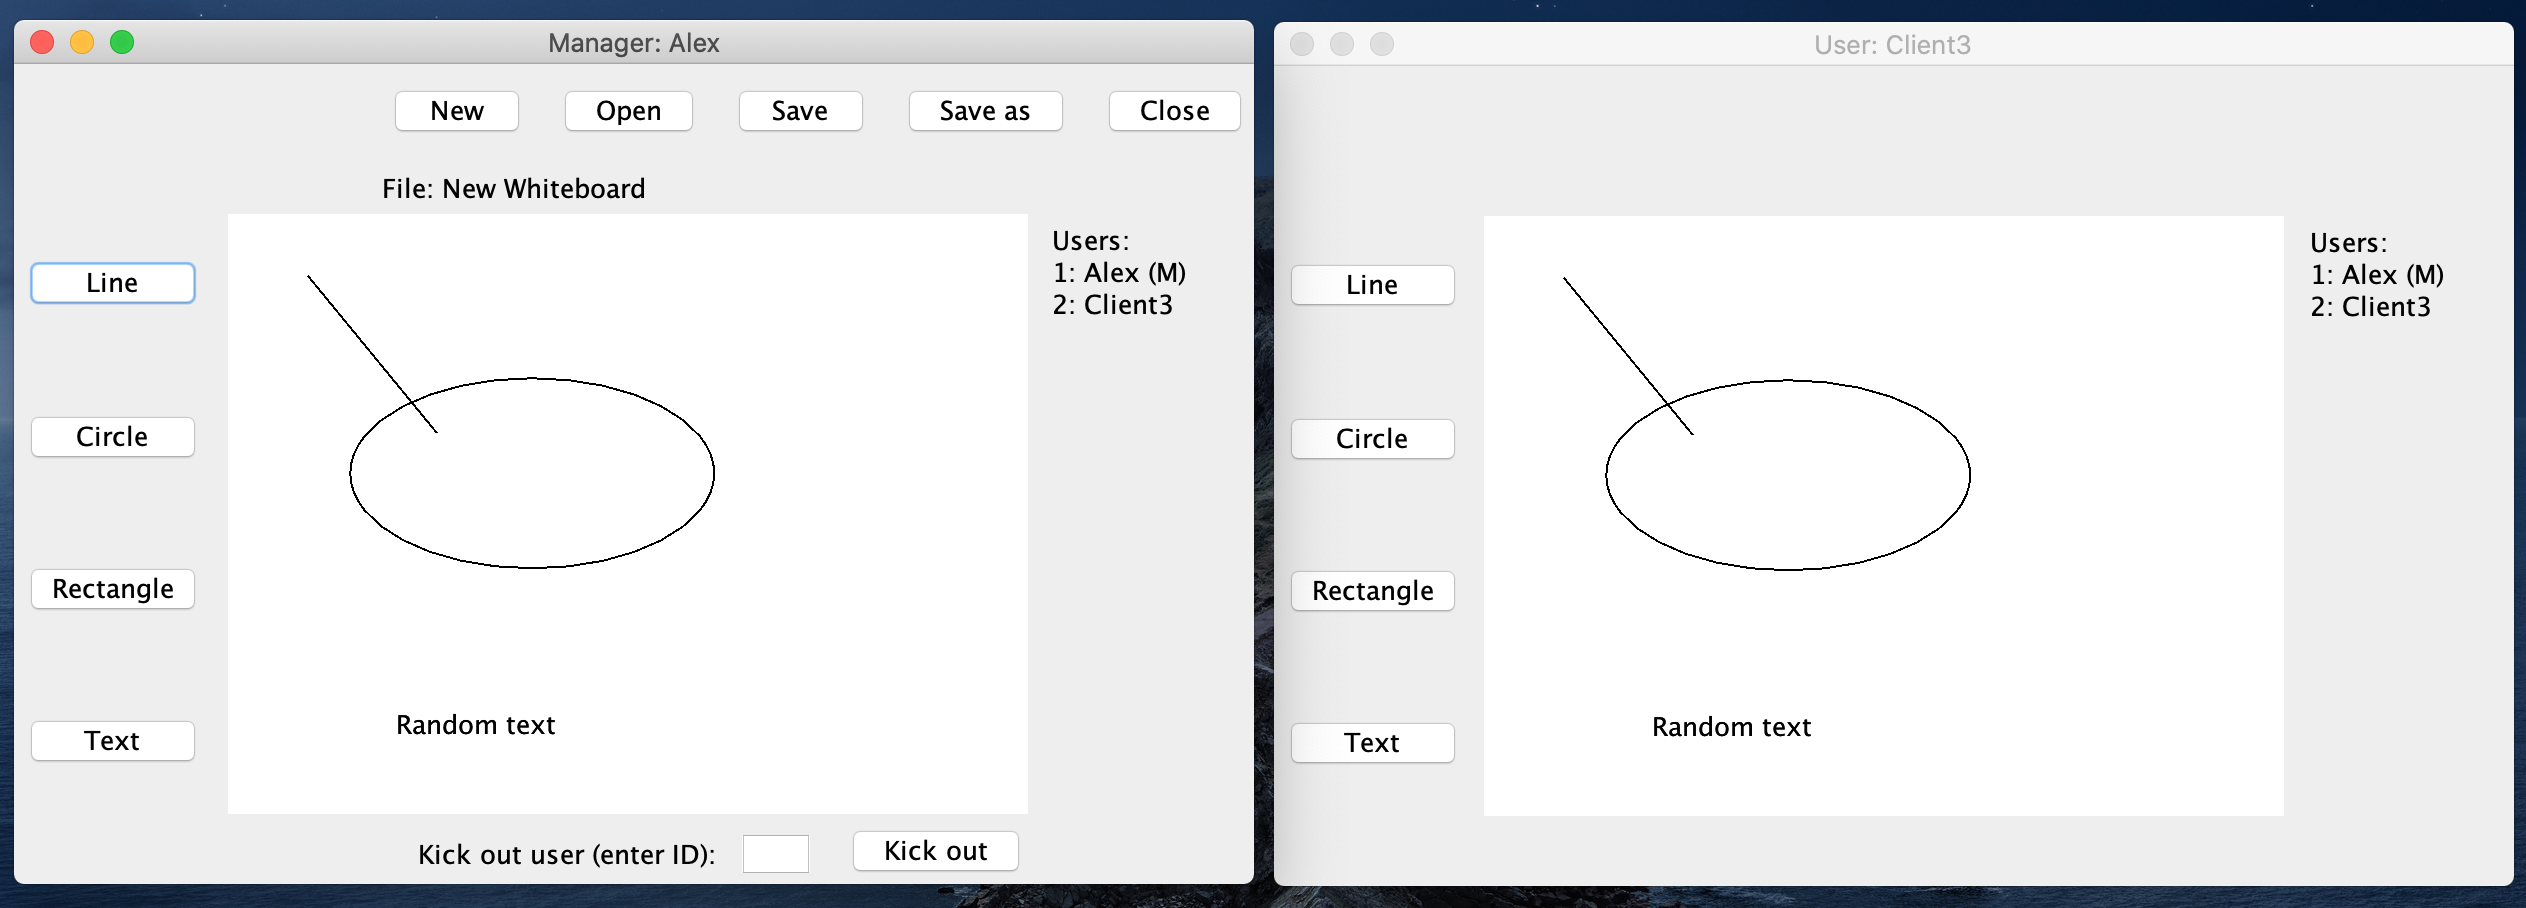 Manager: Alex
New Open Save Save as Close
File: New Whiteboard
Users:
1: Alex (M)
2: Client3
Line
Circle
Rectangle
Text
Random text
Kick out user (enter ID): Kick out
User: Client3
Users:
1: Alex (M)
2: Client3
Line
Circle
Rectangle
Text
Random text